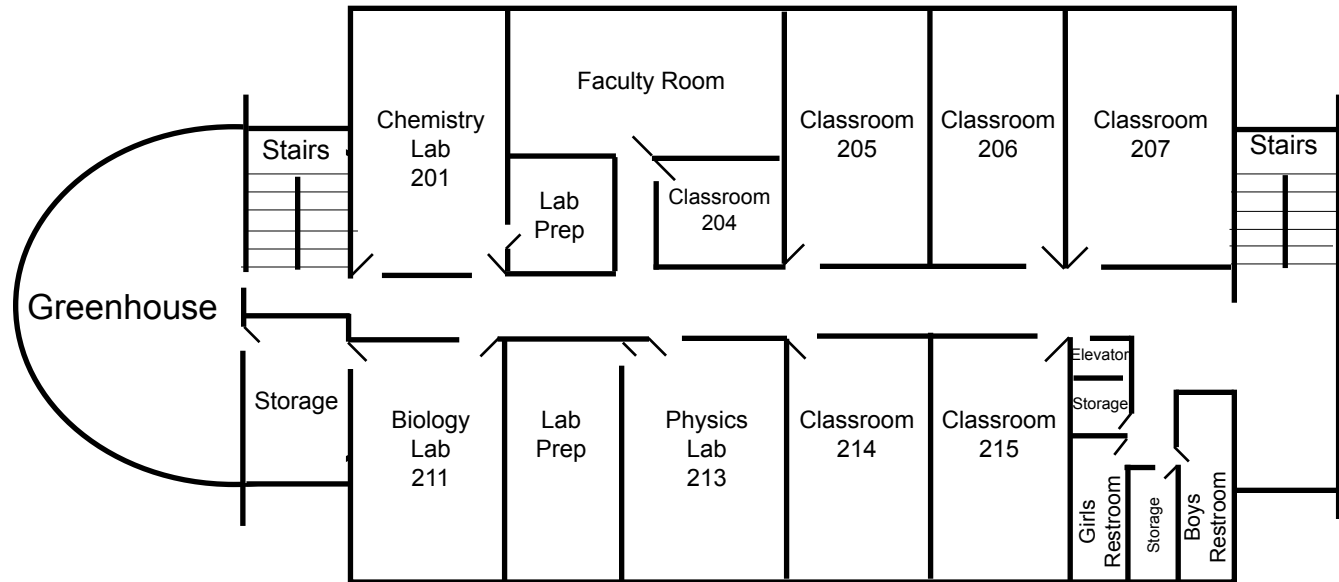 Faculty Room
Chemistry
Lab
201
Classroom
205
Classroom
206
Classroom
207
Stairs
Stairs
Lab
Prep
Classroom
204
Greenhouse
Elevator
Storage
Storage
Biology
Lab
211
Lab
Prep
Physics
Lab
213
Classroom
214
Classroom
215
Girls
Restroom
Storage
Boys
Restroom